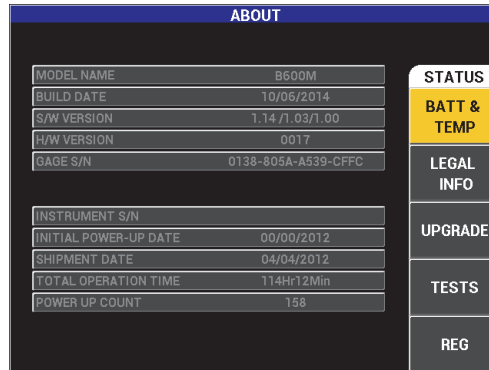 ABOUT
MODEL NAME B600M
BUILD DATE 10/06/2014
S/W VERSION 1.14 /1.03/1.00
H/W VERSION 0017
GAGE S/N 0138-805A-A539-CFFC
INSTRUMENT S/N
INITIAL POWER-UP DATE 00/00/2012
SHIPMENT DATE 04/04/2012
TOTAL OPERATION TIME 114Hr12Min
POWER UP COUNT 158
STATUS
BATT &
TEMP
LEGAL
INFO
UPGRADE
TESTS
REG